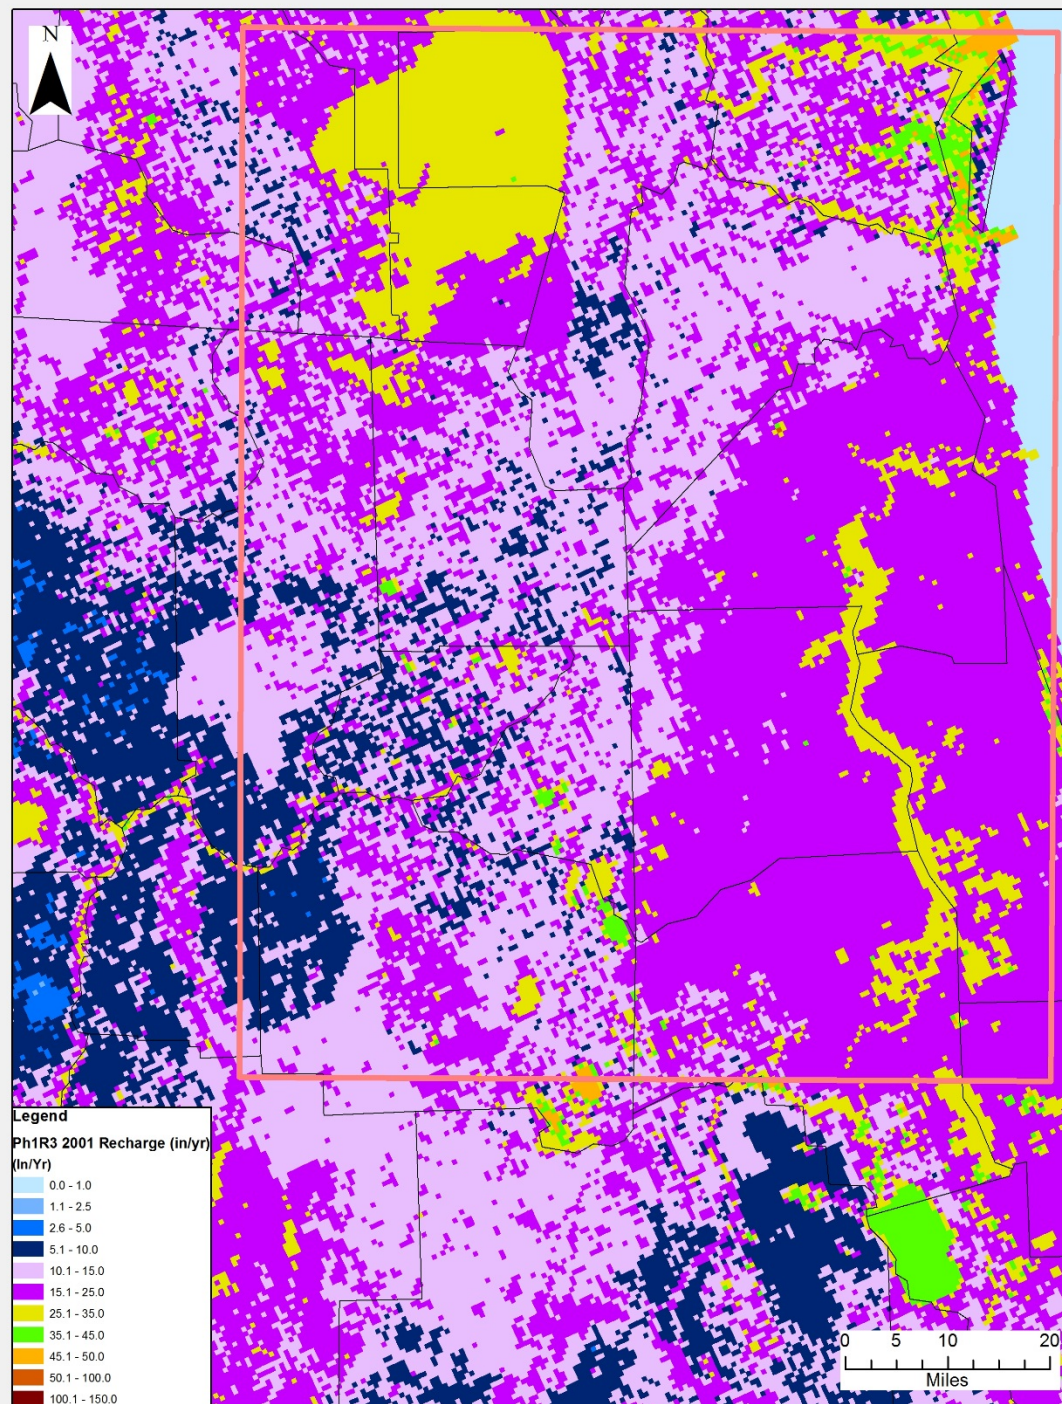 N
Legend
Ph1R3 2001 Recharge (in/yr)
(In/Yr)
0.0 - 1.0
1.1 - 2.5
2.6 - 5.0
5.1 - 10.0
10.1 - 15.0
15.1 - 25.0
25.1 - 35.0
35.1 - 45.0
45.1 - 50.0
50.1 - 100.0
100.1 - 150.0
0 5 10 20
Miles